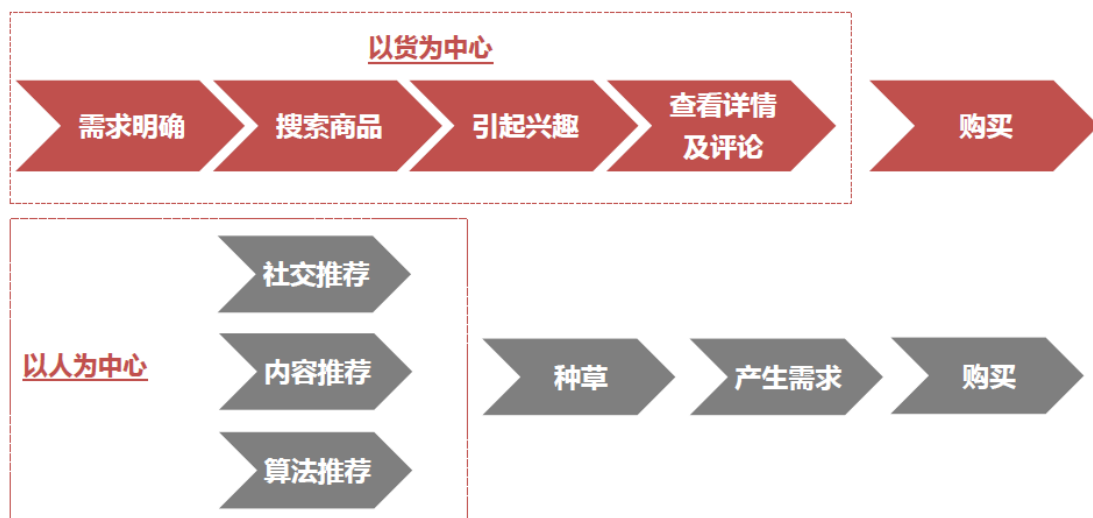 以货为中心
需求明确
搜索商品
引起兴趣
查看详情
及评论
购买
社交推荐
以人为中心
内容推荐
种草
产生需求
购买
算法推荐